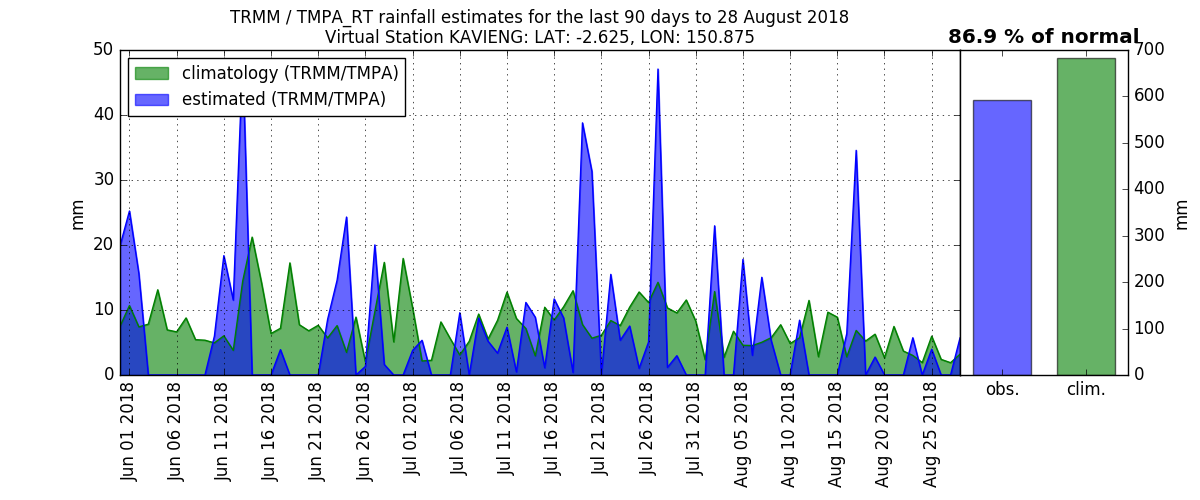 TRMM / TMPA_RT rainfall estimates for the last 90 days to 28 August 2018
Virtual Station KAVIENG: LAT: -2.625, LON: 150.875
86.9 % of normal
climatology (TRMM/TMPA)
estimated (TRMM/TMPA)
50
40
30
20
10
0
mm
Jun 01 2018
Jun 06 2018
Jun 11 2018
Jun 16 2018
Jun 21 2018
Jun 26 2018
Jul 01 2018
Jul 06 2018
Jul 11 2018
Jul 16 2018
Jul 21 2018
Jul 26 2018
Jul 31 2018
Aug 05 2018
Aug 10 2018
Aug 15 2018
Aug 20 2018
Aug 25 2018
obs.
clim.
700
600
500
400
300
200
100
0
mm